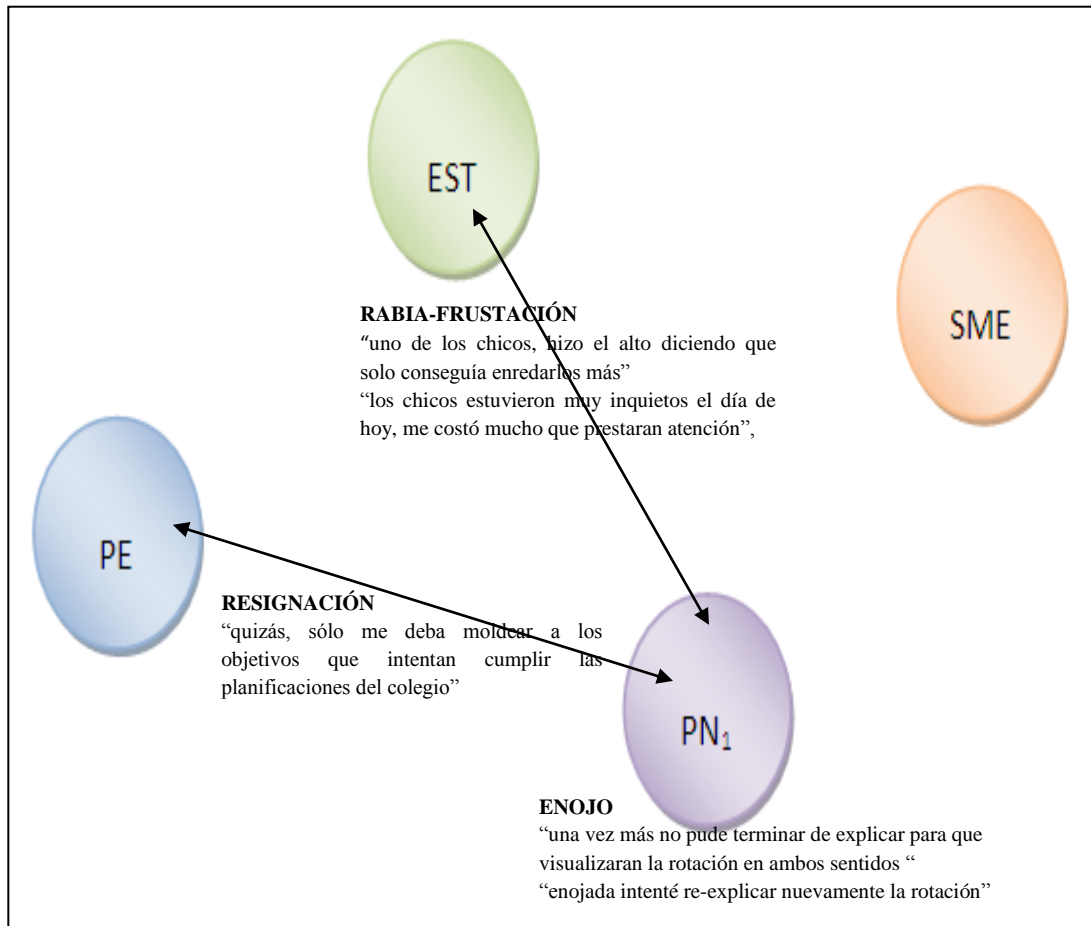 EST
SME
RABIA-FRUSTACIÓN
“uno de los chicos, hizo el alto diciendo que
solo conseguía enredarlos más”
“los chicos estuvieron muy inquietos el día de
hoy, me costó mucho que prestaran atención”,
PE
RESIGNACIÓN
“quizás, sólo me deba moldear a los
objetivos que intentan cumplir las
planificaciones del colegio”
PN₁
ENOJO
“una vez más no pude terminar de explicar para que
visualizaran la rotación en ambos sentidos “
“enojada intenté re-explicar nuevamente la rotación”